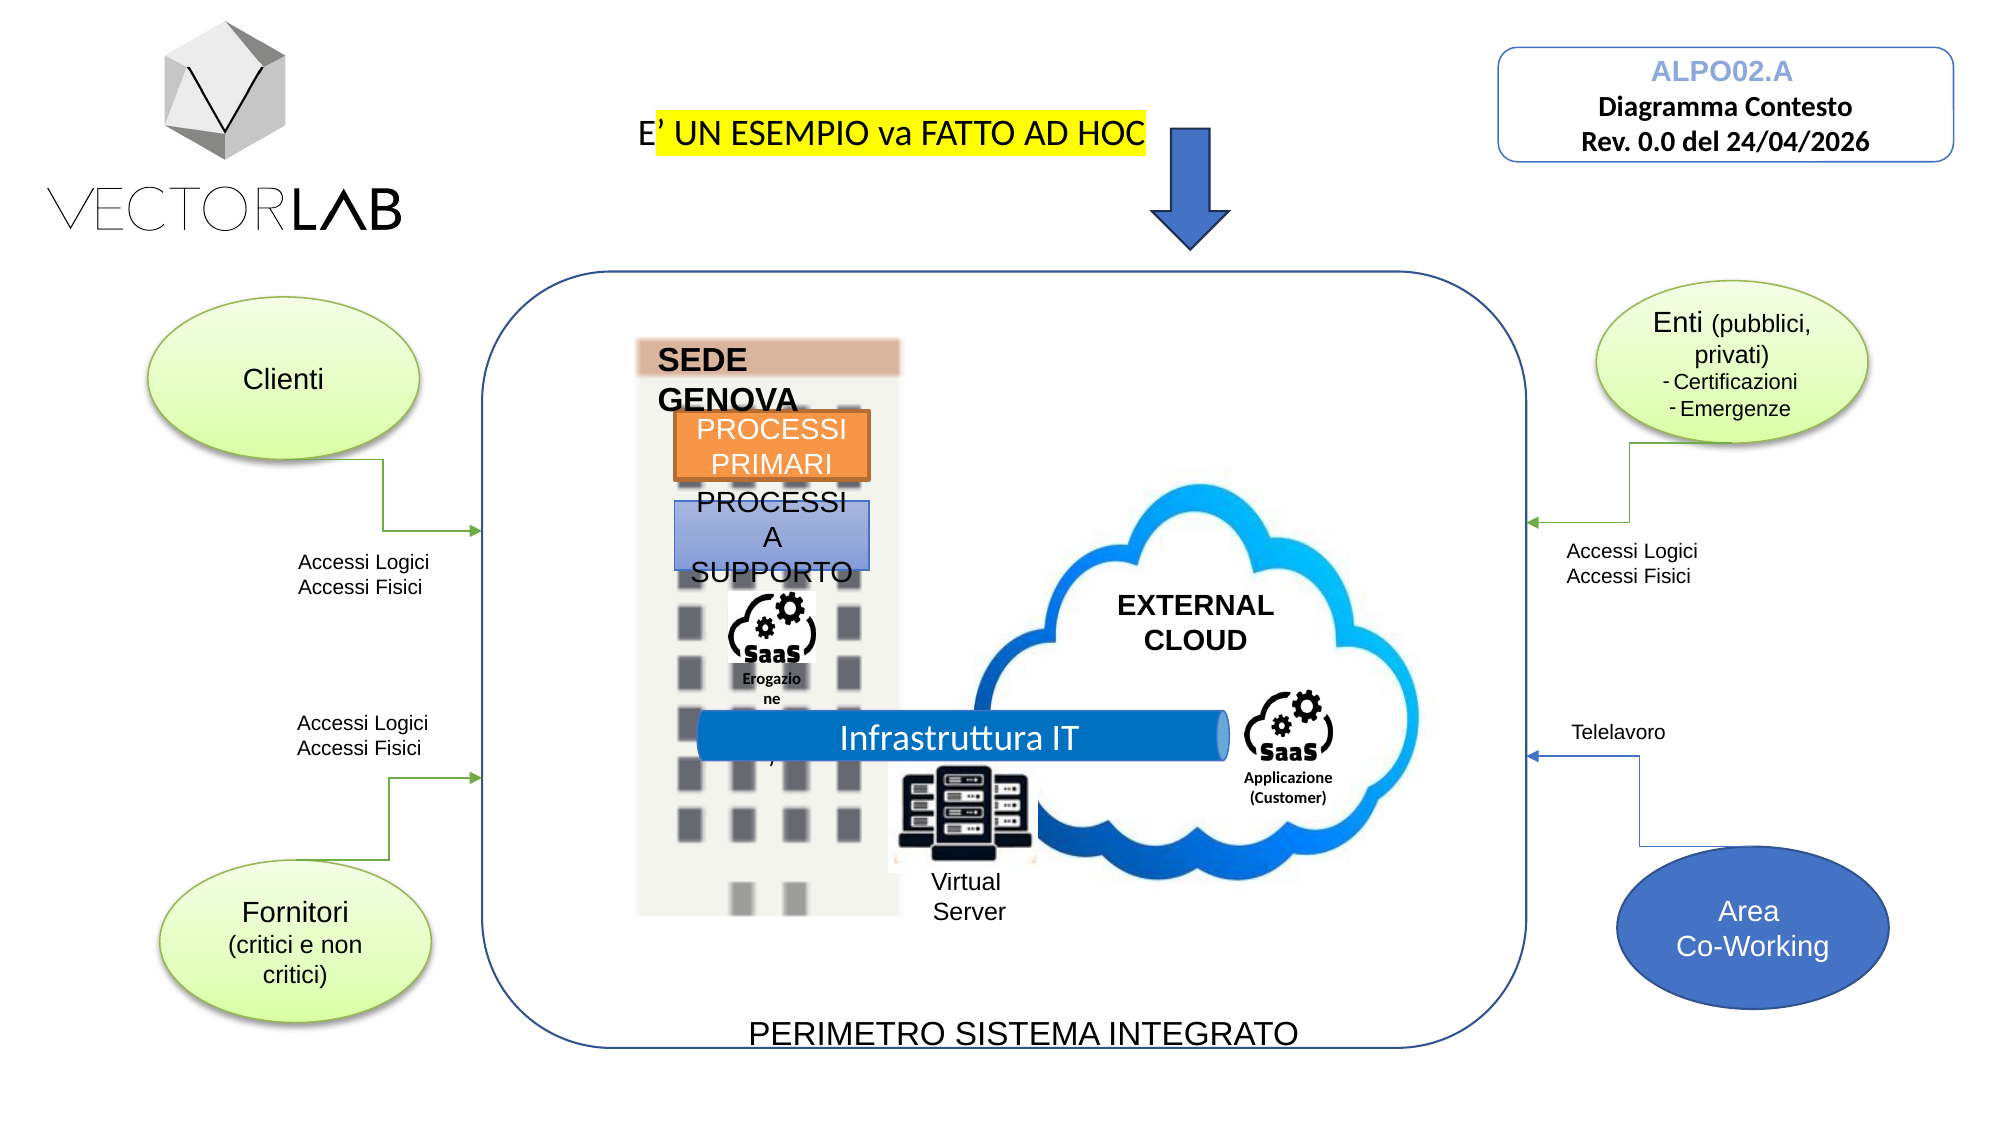 VECTORLAB
E’ UN ESEMPIO va FATTO AD HOC
ALPO02.A
Diagramma Contesto
Rev. 0.0 del 24/04/2026
Clienti
Enti (pubblici,
privati)
- Certificazioni
- Emergenze
SEDE
GENOVA
PROCESSI
PRIMARI
PROCESSI
A
SUPPORTO
SaaS
Erogazio
ne
EXTERNAL
CLOUD
Accessi Logici
Accessi Fisici
Accessi Logici
Accessi Fisici
Accessi Logici
Accessi Fisici
Telelavoro
Infrastruttura IT
SaaS
Applicazione
(Customer)
Virtual
Server
Fornitori
(critici e non
critici)
Area
Co-Working
PERIMETRO SISTEMA INTEGRATO